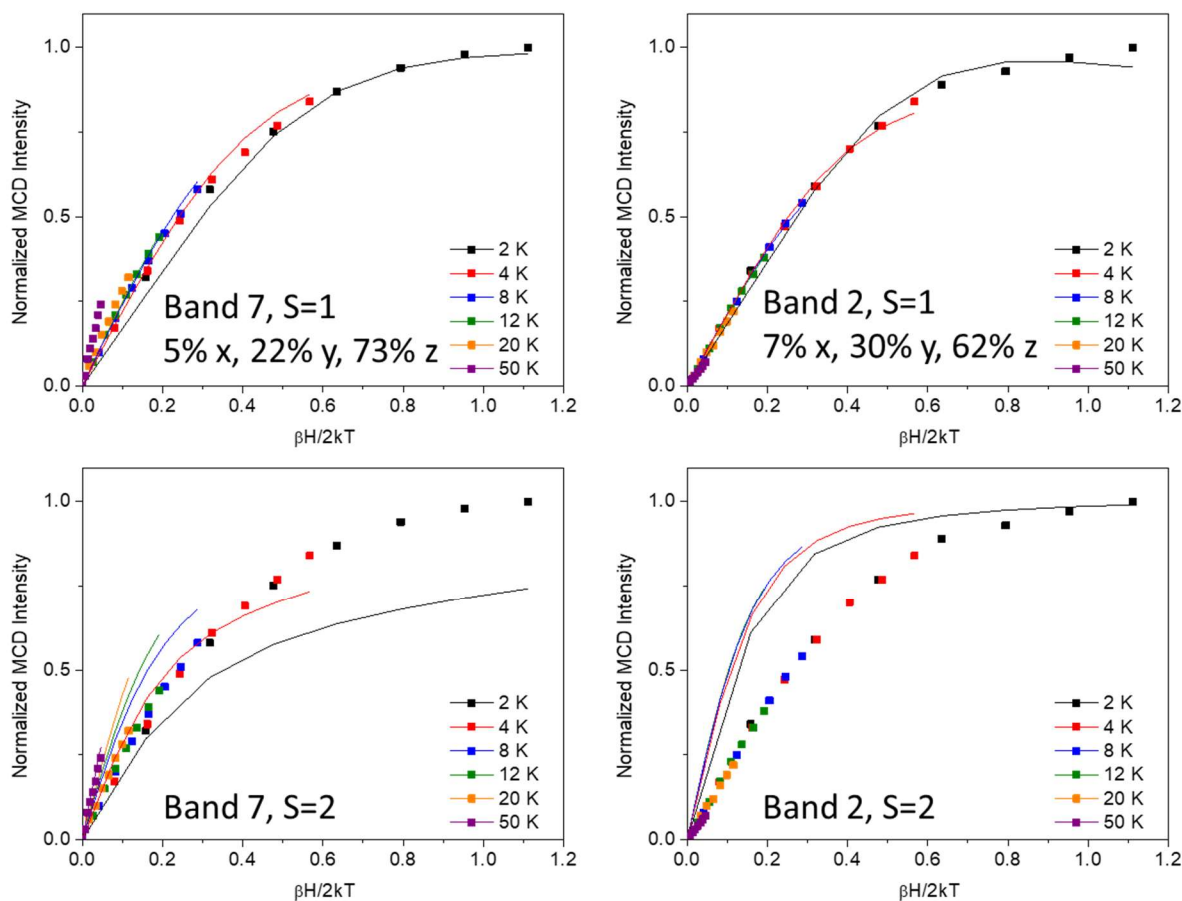 Normalized MCD Intensity
1.0
0.5
0.0
2 K
4 K
8 K
12 K
20 K
50 K
Band 7, S=1
5% x, 22% y, 73% z
0.0 0.2 0.4 0.6 0.8 1.0 1.2
βH/2kT
Normalized MCD Intensity
1.0
0.5
0.0
2 K
4 K
8 K
12 K
20 K
50 K
Band 2, S=1
7% x, 30% y, 62% z
0.0 0.2 0.4 0.6 0.8 1.0 1.2
βH/2kT
Normalized MCD Intensity
1.0
0.5
0.0
2 K
4 K
8 K
12 K
20 K
50 K
Band 7, S=2
0.0 0.2 0.4 0.6 0.8 1.0 1.2
βH/2kT
Normalized MCD Intensity
1.0
0.5
0.0
2 K
4 K
8 K
12 K
20 K
50 K
Band 2, S=2
0.0 0.2 0.4 0.6 0.8 1.0 1.2
βH/2kT